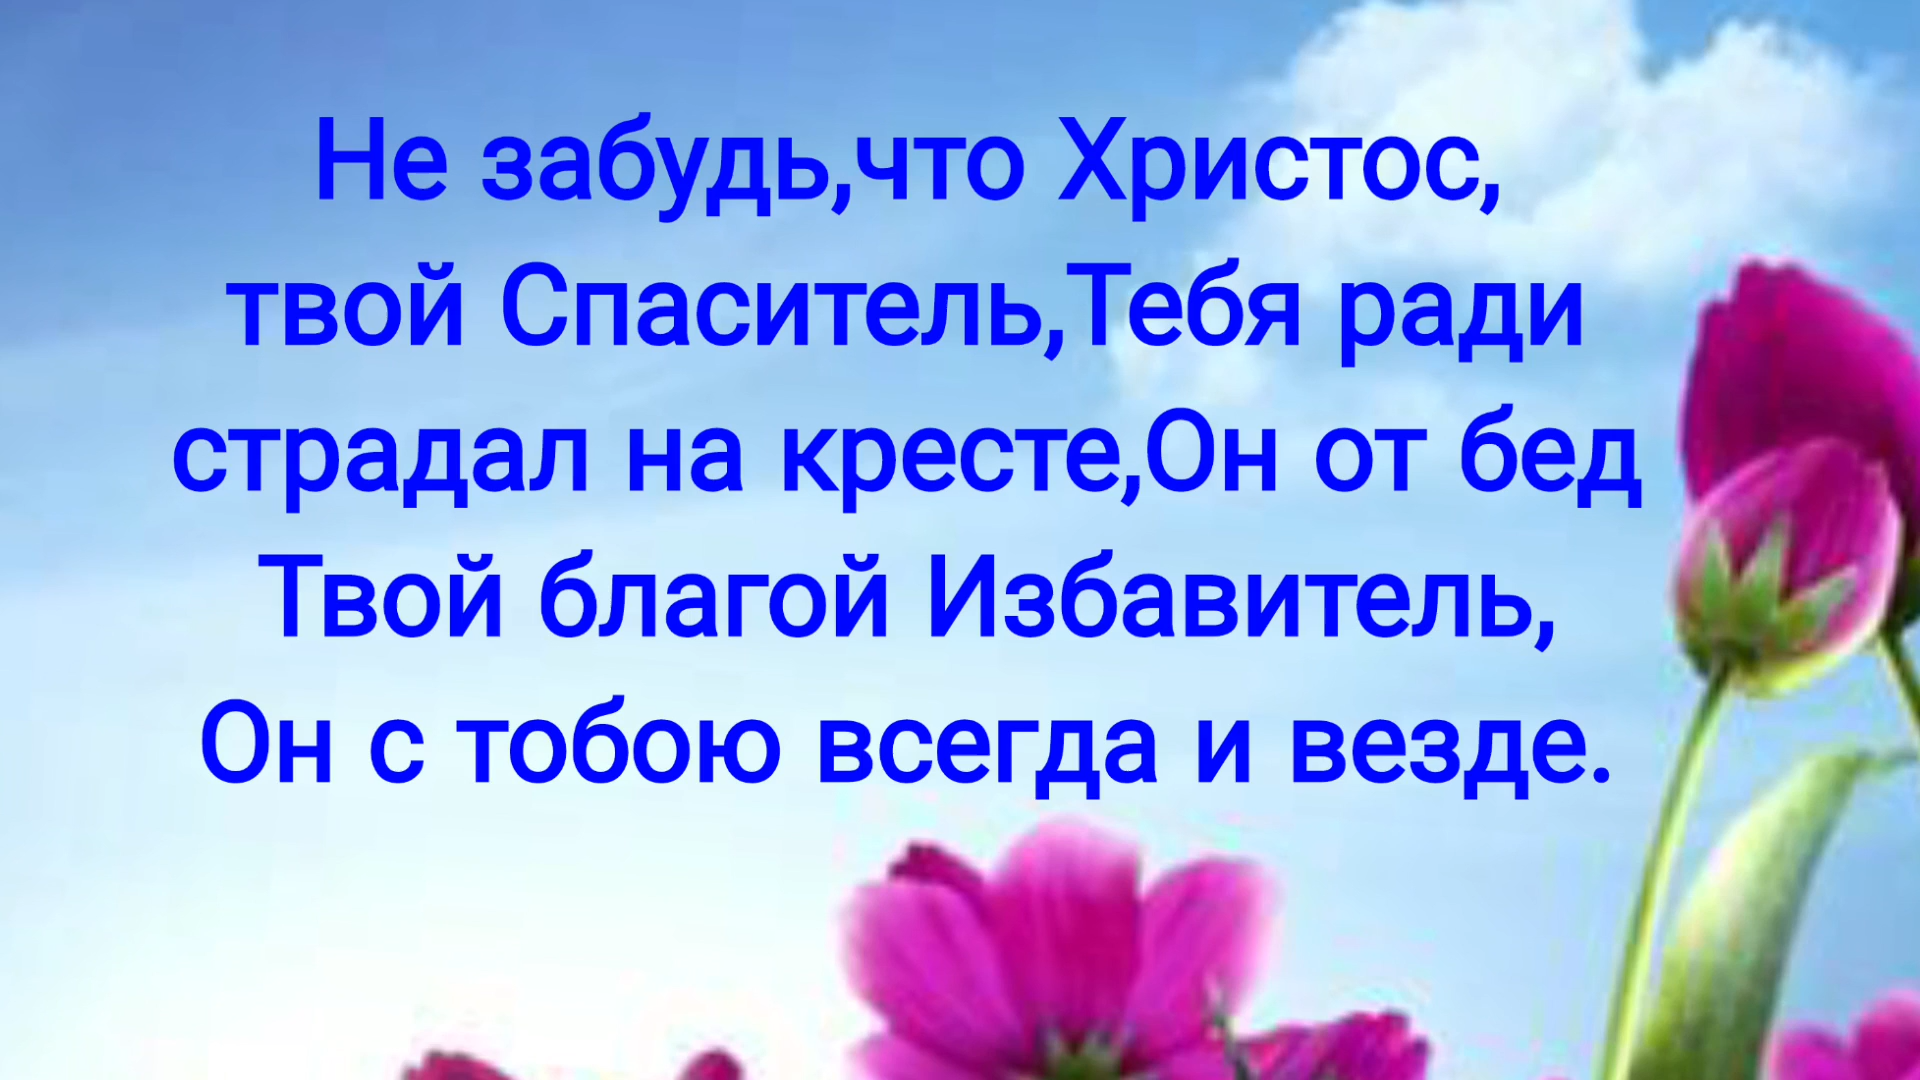 Не забудь,что Христос,
твой Спаситель,Тебя ради
страдал на кресте,Он от бед
Твой благой Избавитель,
Он с тобою всегда и везде.